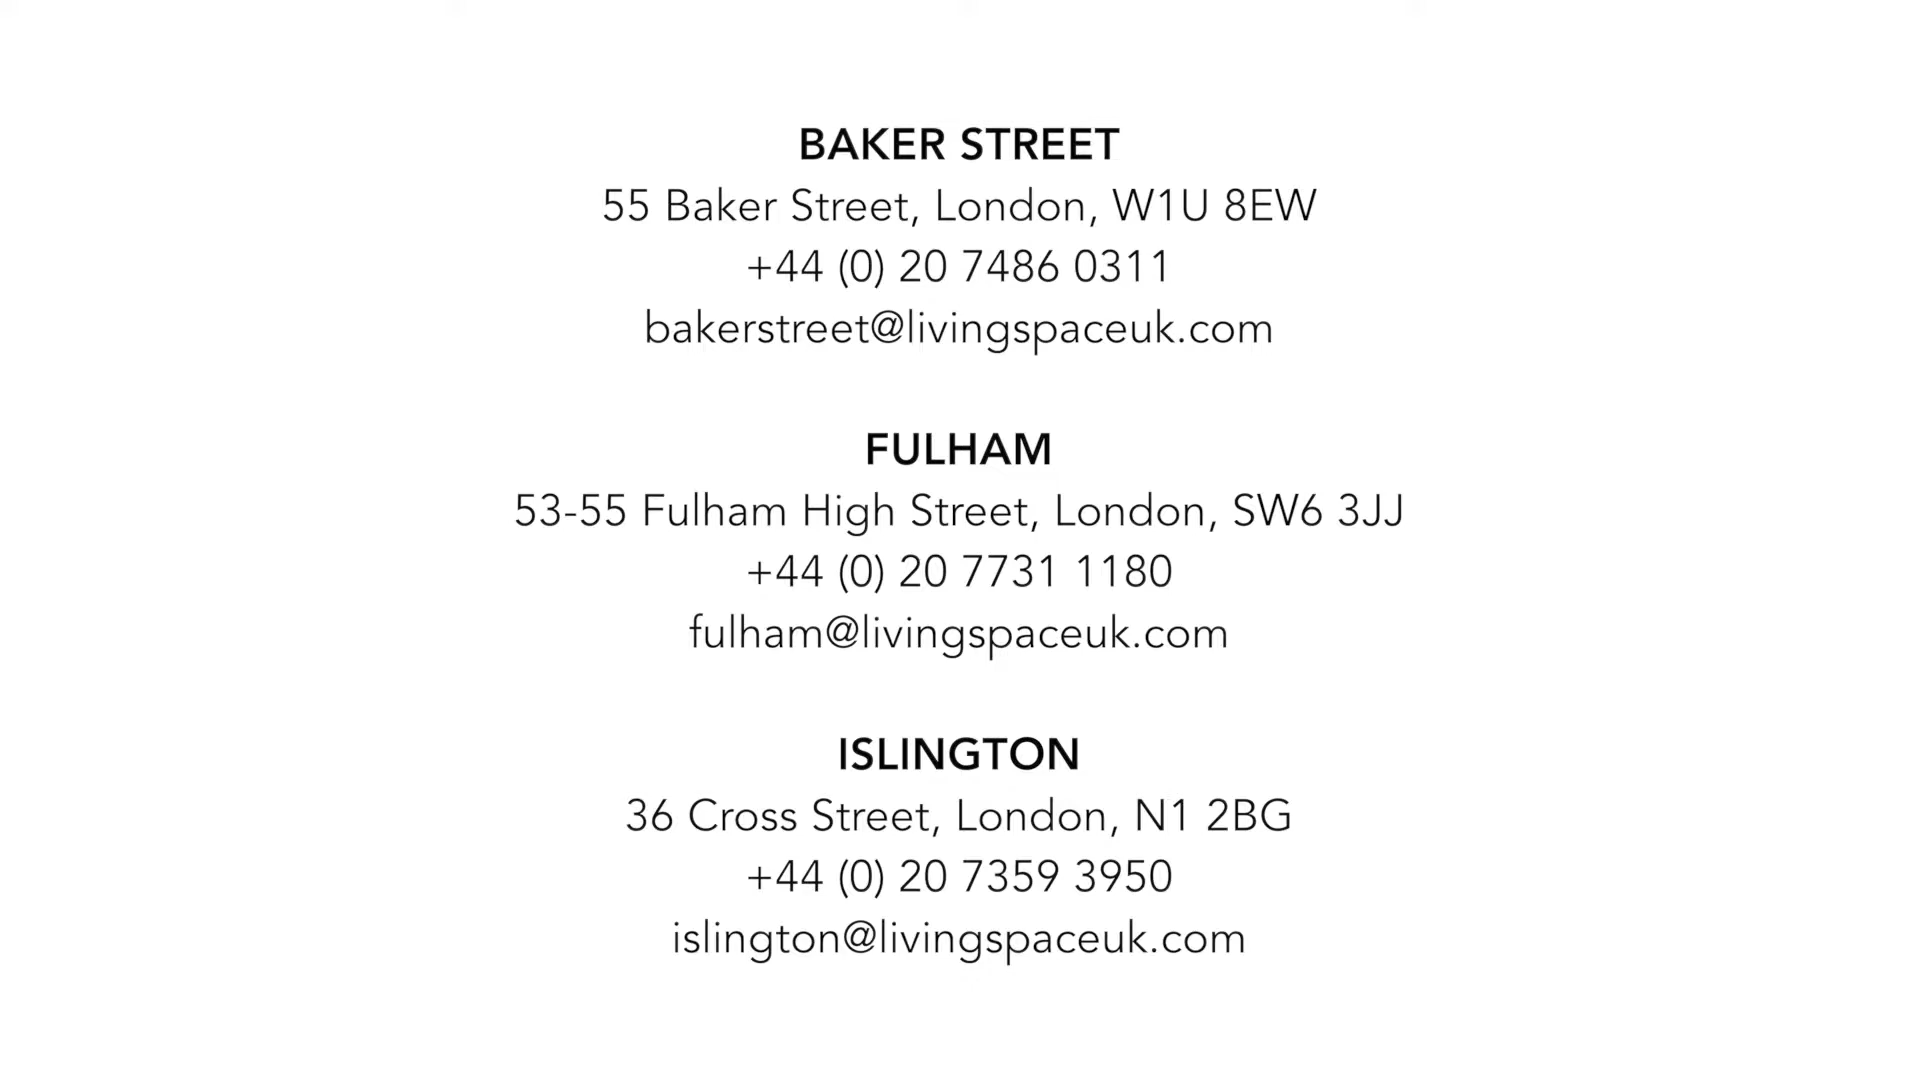 BAKER STREET
55 Baker Street, London, W1U 8EW
+44 (0) 20 7486 0311
bakerstreet@livingspaceuk.com
FULHAM
53-55 Fulham High Street, London, SW6 3JJ
+44 (0) 20 7731 1180
fulham@livingspaceuk.com
ISLINGTON
36 Cross Street, London, N1 2BG
+44 (0) 20 7359 3950
islington@livingspaceuk.com